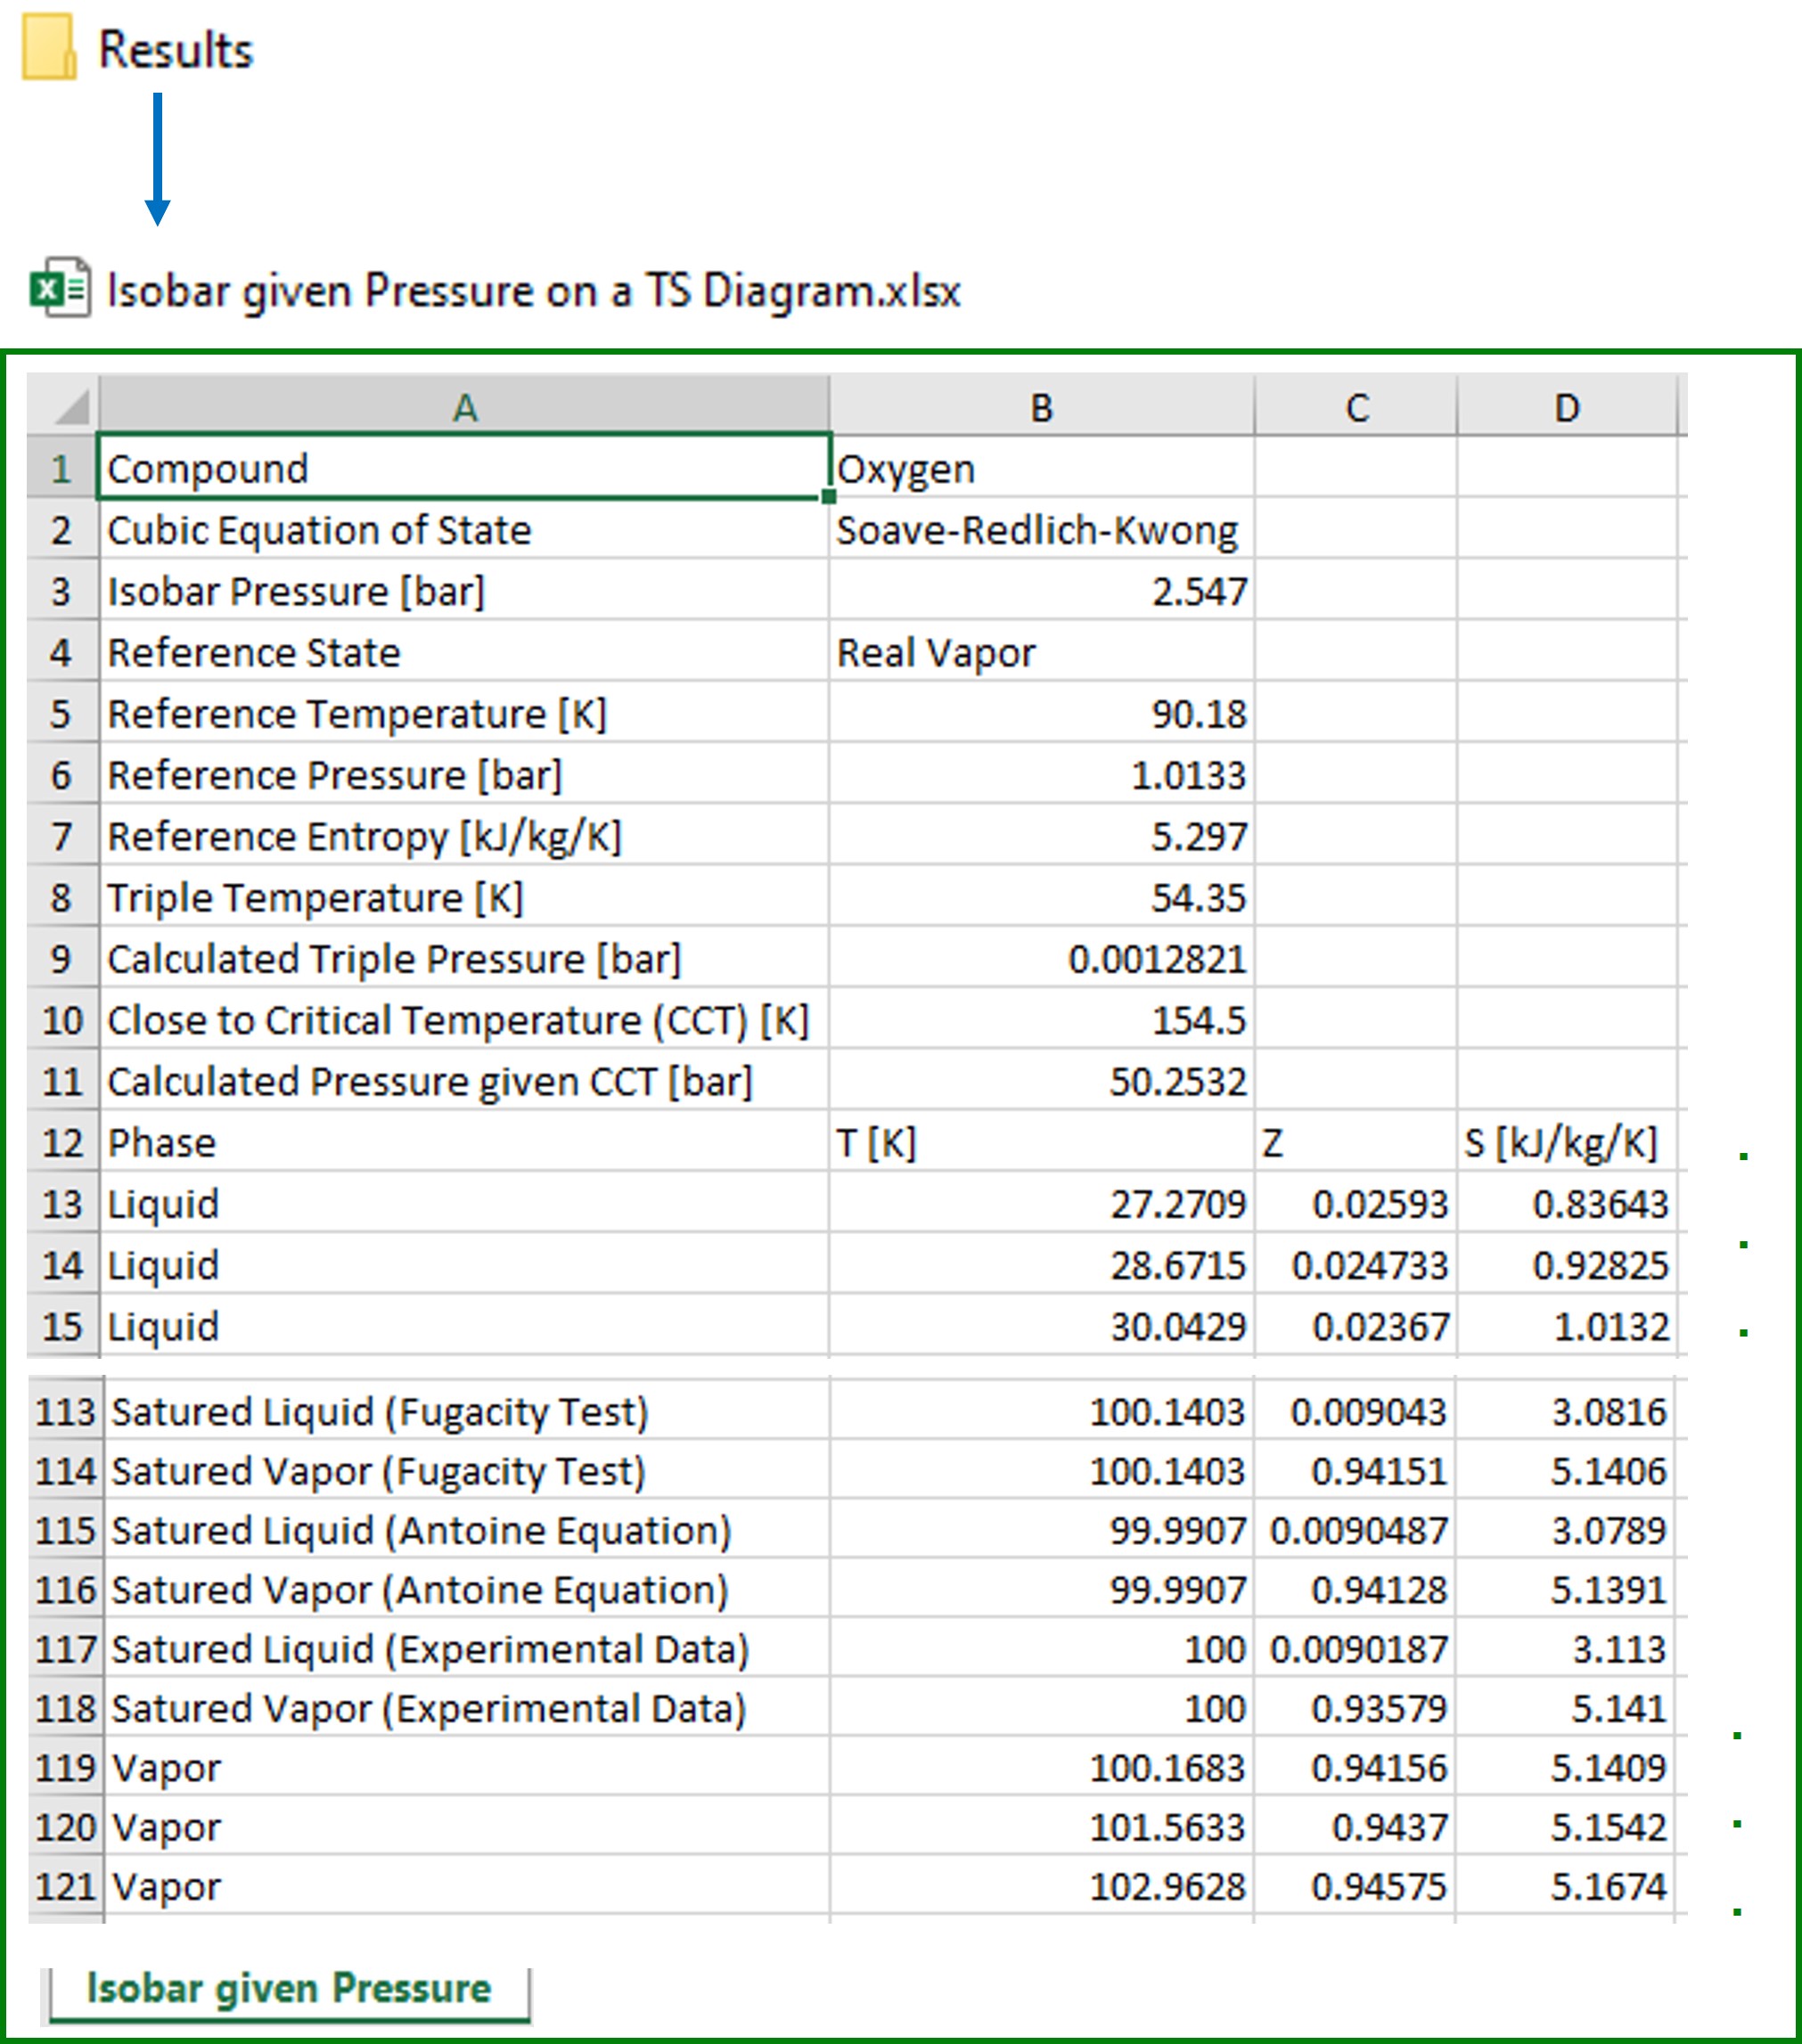 Results
Isobar given Pressure on a TS Diagram.xlsx
A B C D
1 Compound Oxygen
2 Cubic Equation of State Soave-Redlich-Kwong
3 Isobar Pressure [bar] 2.547
4 Reference State Real Vapor
5 Reference Temperature [K] 90.18
6 Reference Pressure [bar] 1.0133
7 Reference Entropy [kJ/kg/K] 5.297
8 Triple Temperature [K] 54.35
9 Calculated Triple Pressure [bar] 0.0012821
10 Close to Critical Temperature (CCT) [K] 154.5
11 Calculated Pressure given CCT [bar] 50.2532
12 Phase T [K] Z S [kJ/kg/K]
13 Liquid 27.2709 0.02593 0.83643
14 Liquid 28.6715 0.024733 0.92825
15 Liquid 30.0429 0.02367 1.0132
113 Satured Liquid (Fugacity Test) 100.1403 0.009043 3.0816
114 Satured Vapor (Fugacity Test) 100.1403 0.94151 5.1406
115 Satured Liquid (Antoine Equation) 99.9907 0.0090487 3.0789
116 Satured Vapor (Antoine Equation) 99.9907 0.94128 5.1391
117 Satured Liquid (Experimental Data) 100 0.0090187 3.113
118 Satured Vapor (Experimental Data) 100 0.93579 5.141
119 Vapor 100.1683 0.94156 5.1409
120 Vapor 101.5633 0.9437 5.1542
121 Vapor 102.9628 0.94575 5.1674
Isobar given Pressure